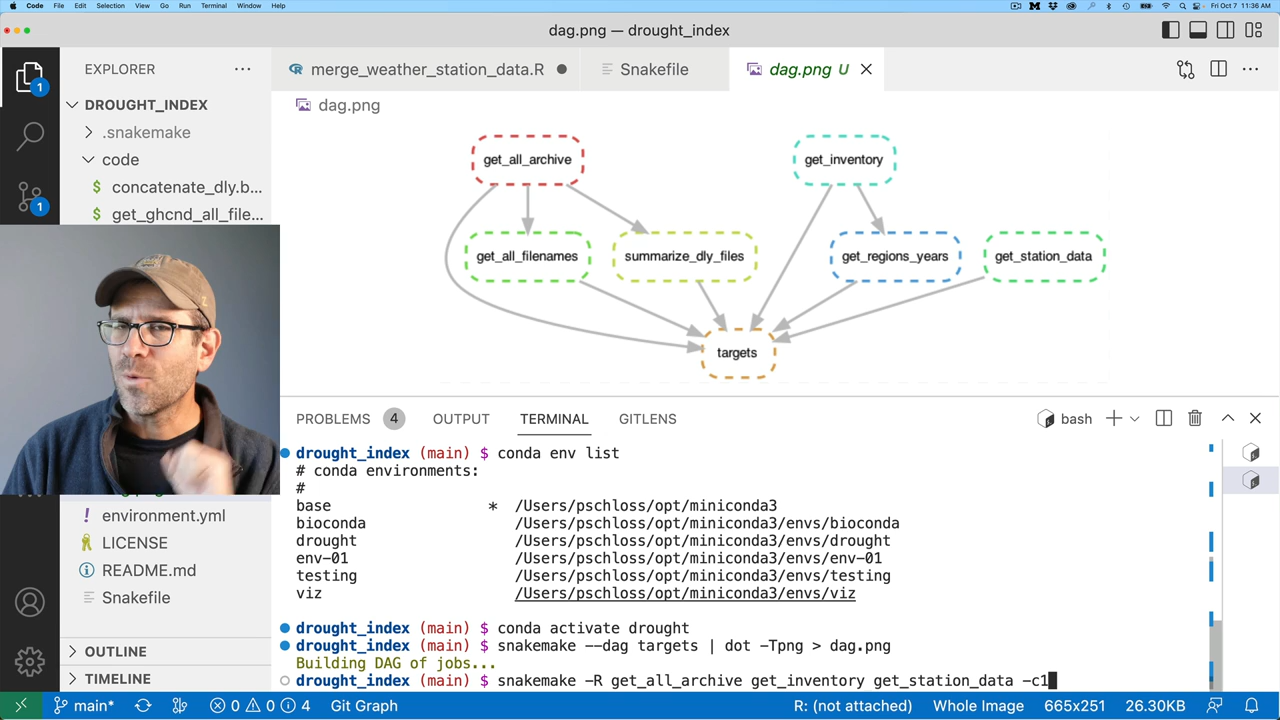 Code File Edit Selection View Go Run Terminal Window Help Fri Oct 7 11:36 AM
dag.png — drought_index
EXPLORER
merge_weather_station_data.R
Snakefile
dag.png U
DROUGHT_INDEX
dag.png
.snakemake
code
concatenate_dly.b...
get_ghcnd_all_file...
get_all_archive
get_inventory
get_all_filenames
summarize_dly_files
get_regions_years
get_station_data
targets
environment.yml
LICENSE
README.md
Snakefile
OUTLINE
TIMELINE
1
1
PROBLEMS 4 OUTPUT TERMINAL GITLENS
bash
drought_index (main) $ conda env list
# conda environments:
#
base * /Users/pschloss/opt/miniconda3
bioconda /Users/pschloss/opt/miniconda3/envs/bioconda
drought /Users/pschloss/opt/miniconda3/envs/drought
env-01 /Users/pschloss/opt/miniconda3/envs/env-01
testing /Users/pschloss/opt/miniconda3/envs/testing
viz /Users/pschloss/opt/miniconda3/envs/viz
drought_index (main) $ conda activate drought
drought_index (main) $ snakemake --dag targets | dot -Tpng > dag.png
Building DAG of jobs...
drought_index (main) $ snakemake -R get_all_archive get_inventory get_station_data -c1
main* 0 0 4 Git Graph R: (not attached) Whole Image 665x251 26.30KB